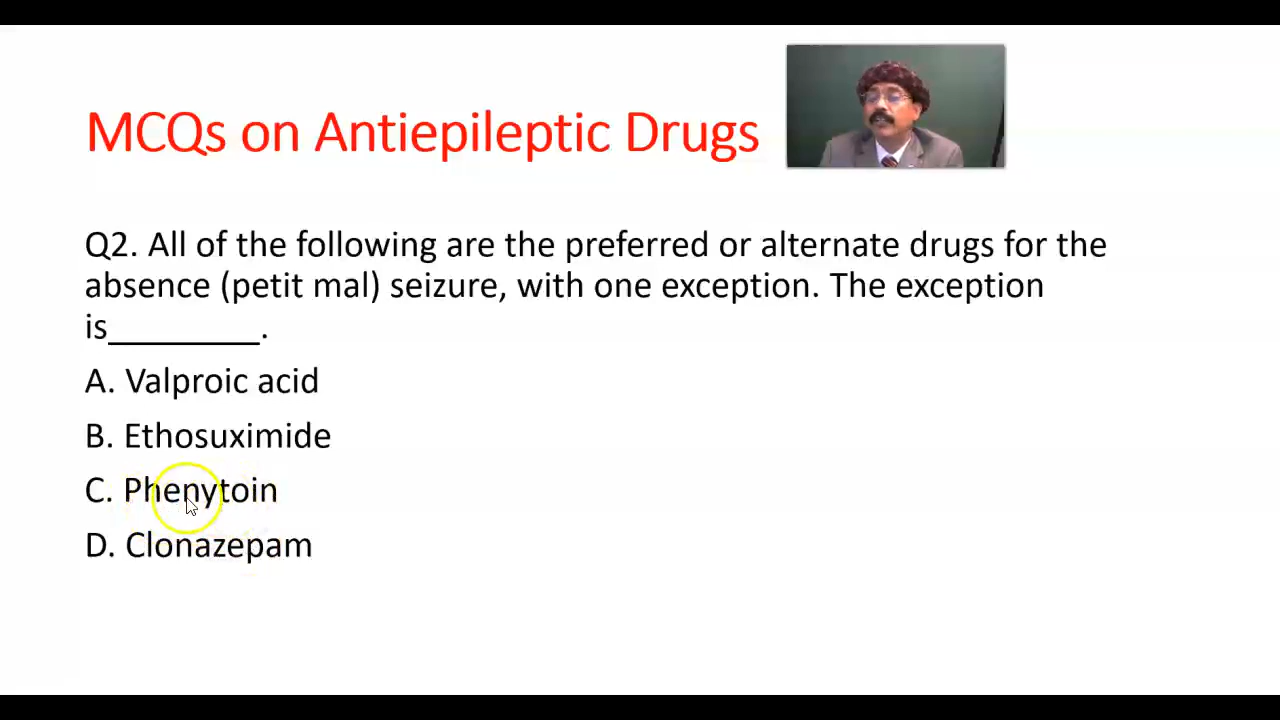 MCQs on Antiepileptic Drugs
Q2. All of the following are the preferred or alternate drugs for the
absence (petit mal) seizure, with one exception. The exception
is________.
A. Valproic acid
B. Ethosuximide
C. Phenytoin
D. Clonazepam